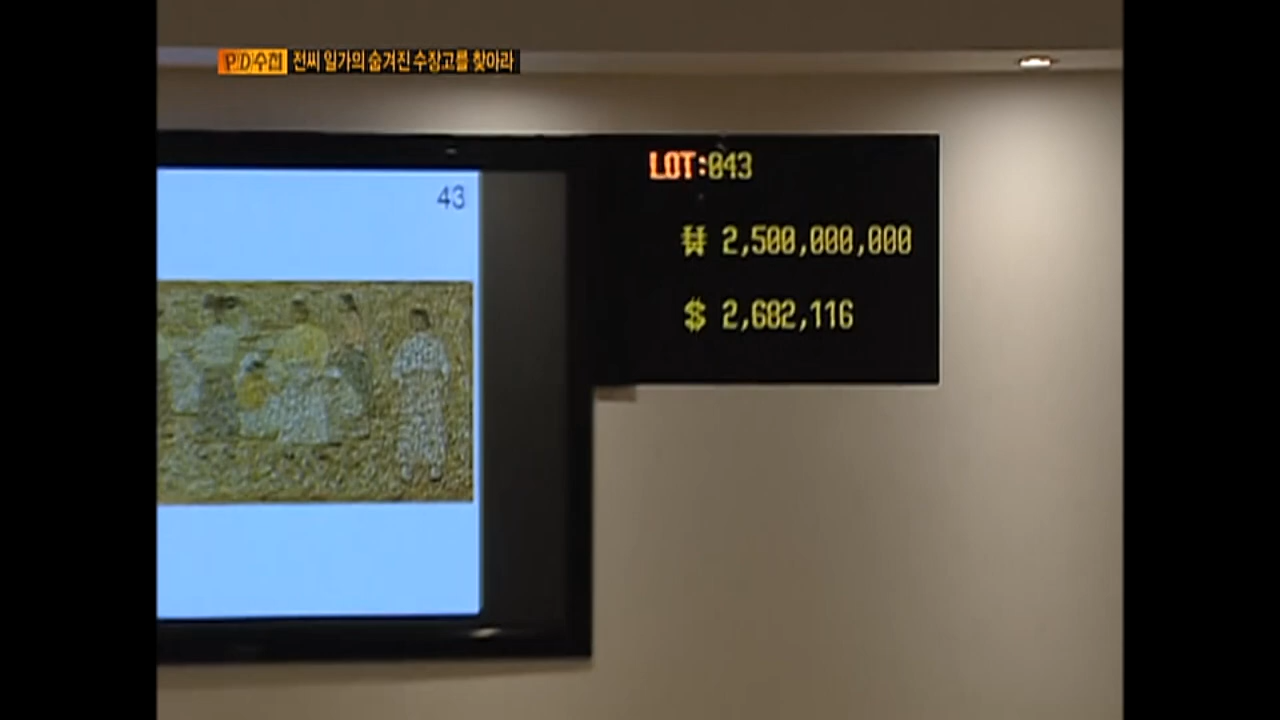 PD수첩 전씨 일가의 숨겨진 수장고를 찾아라
43
LOT:043
₩ 2,500,000,000
$ 2,682,116